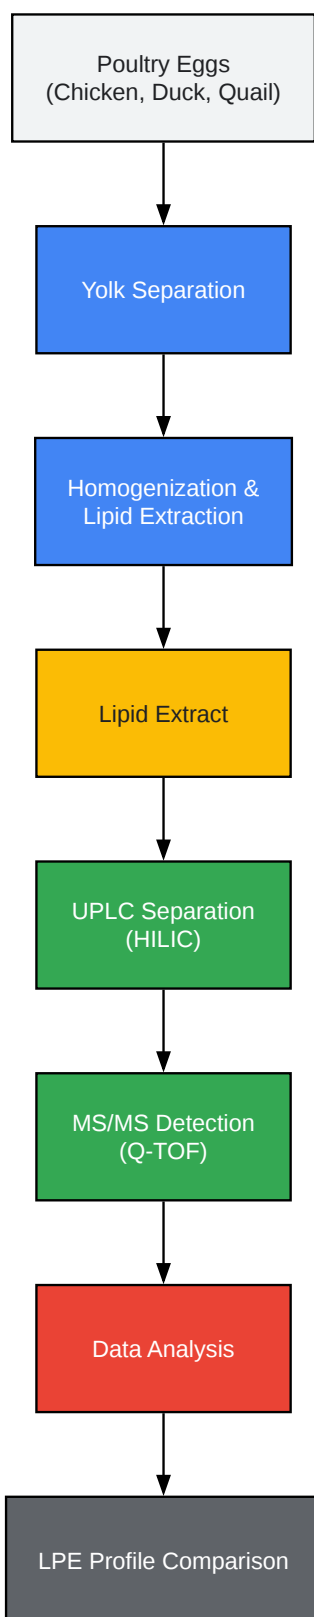 Poultry Eggs
(Chicken, Duck, Quail)
Yolk Separation
Homogenization &
Lipid Extraction
Lipid Extract
UPLC Separation
(HILIC)
MS/MS Detection
(Q-TOF)
Data Analysis
LPE Profile Comparison